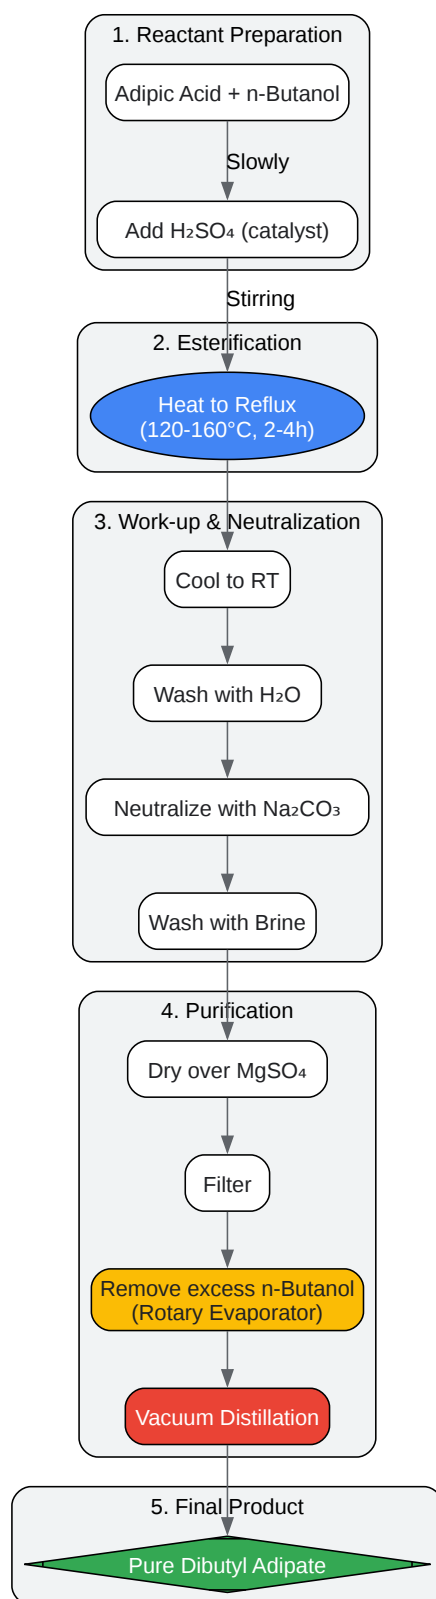 1. Reactant Preparation
Adipic Acid + n-Butanol
Slowly
Add H₂SO₄ (catalyst)
Stirring
2. Esterification
Heat to Reflux
(120-160°C, 2-4h)
3. Work-up & Neutralization
Cool to RT
Wash with H₂O
Neutralize with Na₂CO₃
Wash with Brine
4. Purification
Dry over MgSO₄
Filter
Remove excess n-Butanol
(Rotary Evaporator)
Vacuum Distillation
5. Final Product
Pure Dibutyl Adipate